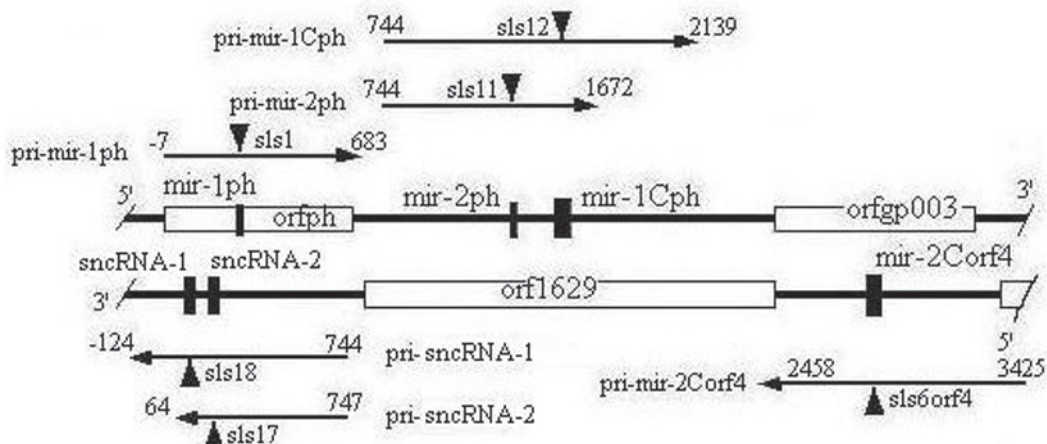 744 sls12 2139
pri-mir-1Cph
744 sls11 1672
pri-mir-2ph
-7 sls1 683
pri-mir-1ph
mir-1ph mir-2ph mir-1Cph
5' orfph orfgp003 3'
sncRNA-1 sncRNA-2 mir-2Corf4
3' orf1629 5'
-124 744 pri-sncRNA-1
sls18
pri-mir-2Corf4 2458 3425
64 747 pri-sncRNA-2 sls6orf4
sls17